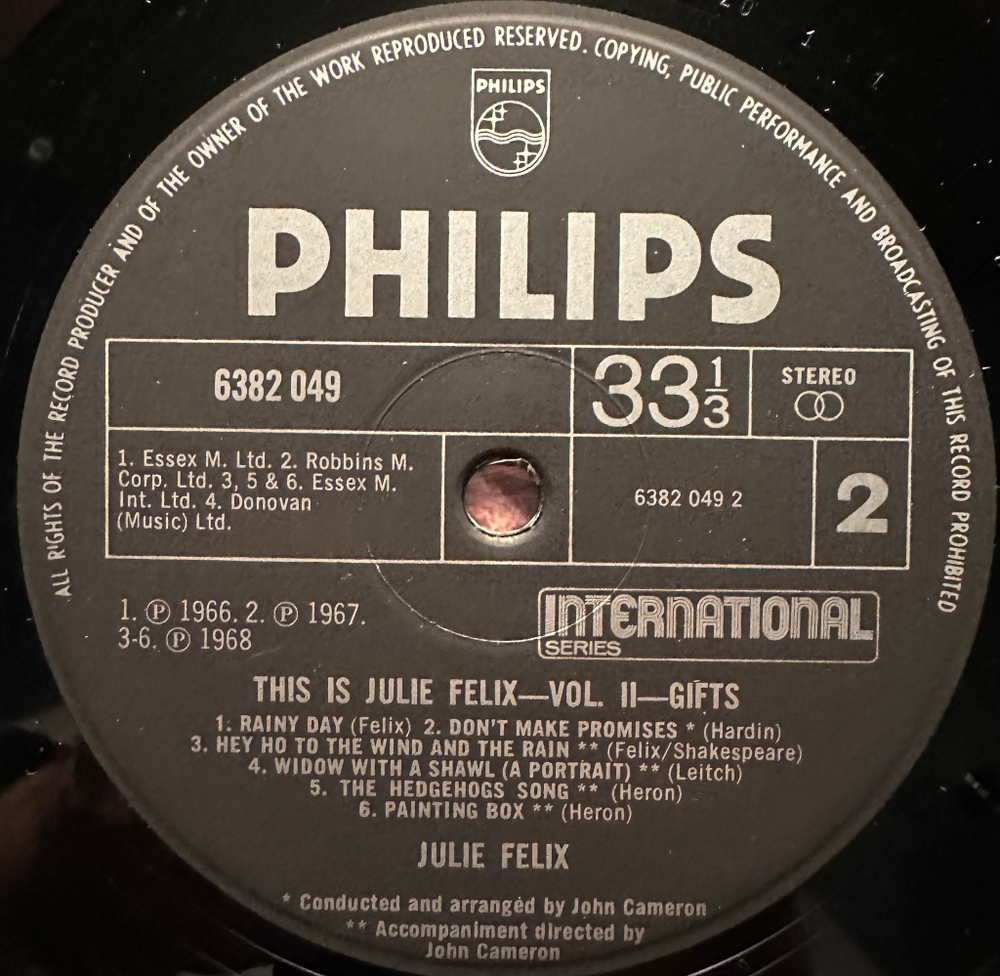 ALL RIGHTS OF THE RECORD PRODUCER AND OF THE OWNER OF THE WORK REPRODUCED RESERVED. COPYING, PUBLIC PERFORMANCE AND BROADCASTING OF THIS RECORD PROHIBITED
PHILIPS
PHILIPS
6382 049
33 1/3
STEREO
1. Essex M. Ltd. 2. Robbins M.
Corp. Ltd. 3, 5 & 6. Essex M.
Int. Ltd. 4. Donovan
(Music) Ltd.
6382 049 2
2
1. ℗ 1966. 2. ℗ 1967.
3-6. ℗ 1968
INTERNATIONAL
SERIES
THIS IS JULIE FELIX—VOL. II—GIFTS
1. RAINY DAY (Felix) 2. DON'T MAKE PROMISES * (Hardin)
3. HEY HO TO THE WIND AND THE RAIN ** (Felix/Shakespeare)
4. WIDOW WITH A SHAWL (A PORTRAIT) ** (Leitch)
5. THE HEDGEHOGS SONG ** (Heron)
6. PAINTING BOX ** (Heron)
JULIE FELIX
* Conducted and arranged by John Cameron
** Accompaniment directed by
John Cameron